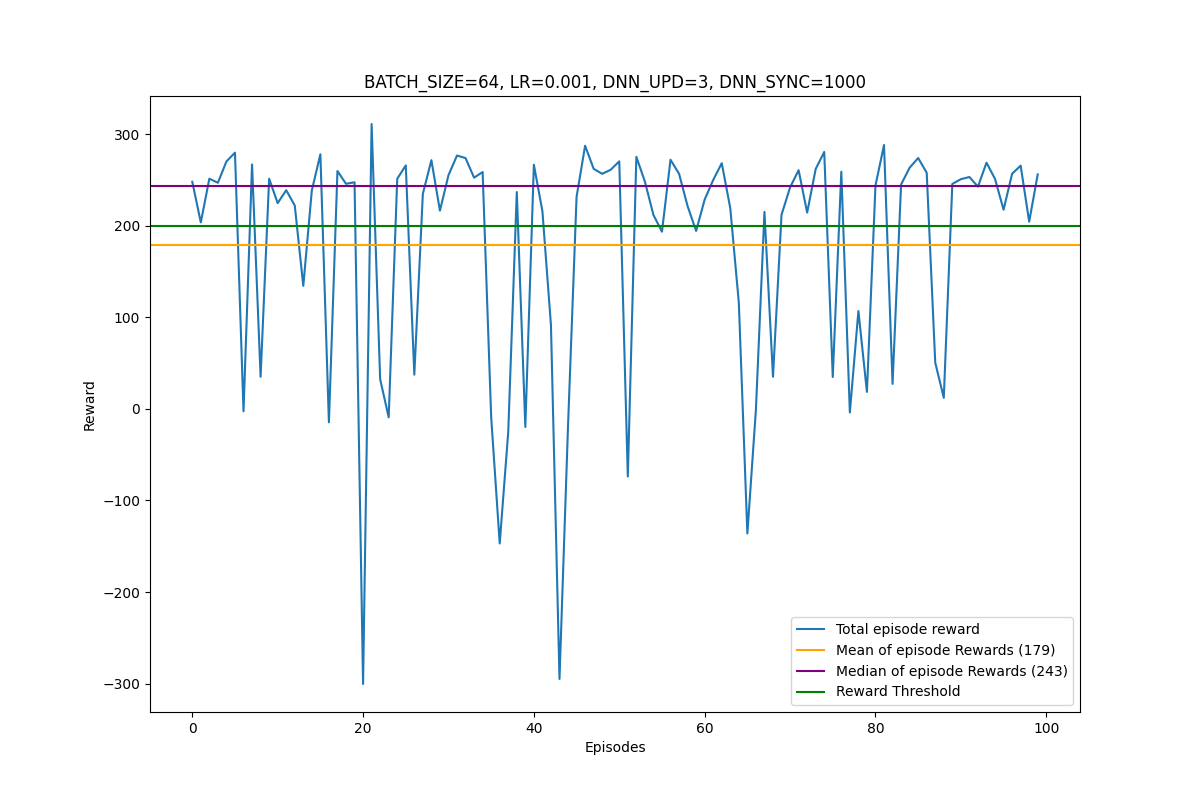 BATCH_SIZE=64, LR=0.001, DNN_UPD=3, DNN_SYNC=1000
300
200
100
0
−100
−200
−300
Reward
Total episode reward
Mean of episode Rewards (179)
Median of episode Rewards (243)
Reward Threshold
0 20 40 60 80 100
Episodes